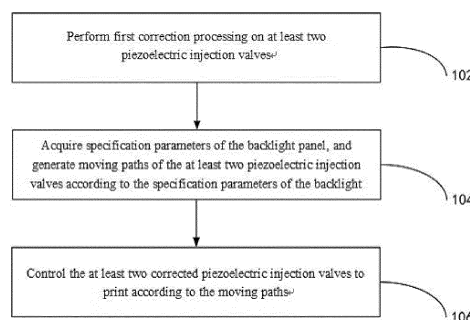 Perform first correction processing on at least two
piezoelectric injection valves↵
102
Acquire specification parameters of the backlight panel, and
generate moving paths of the at least two piezoelectric injection
valves according to the specification parameters of the backlight
104
Control the at least two corrected piezoelectric injection valves to
print according to the moving paths↵
106